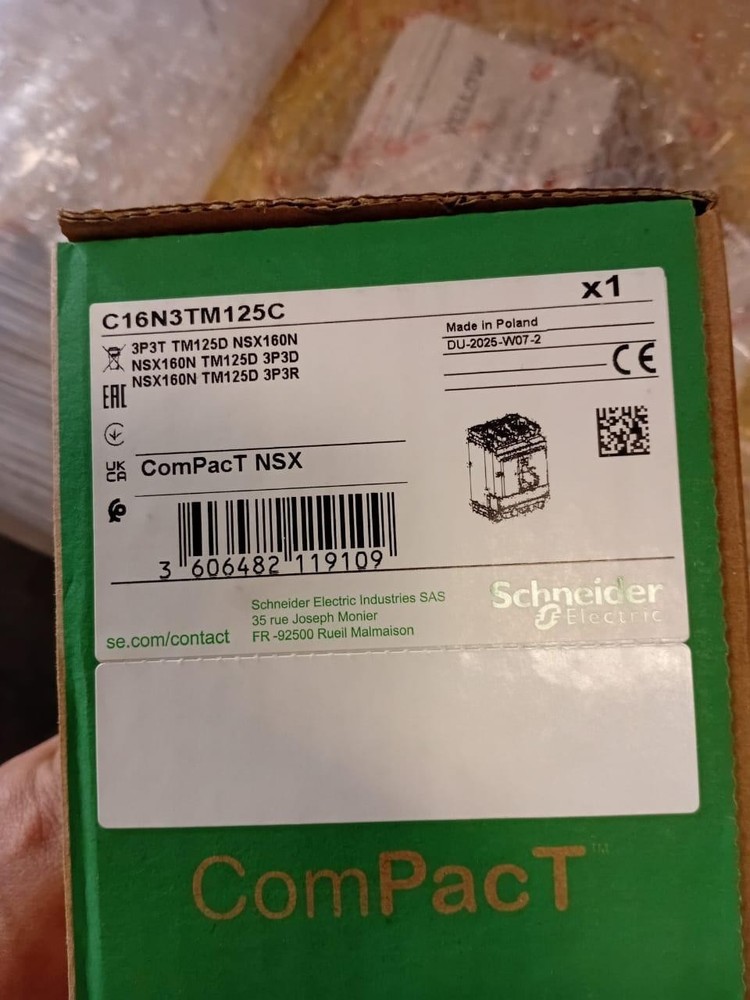 C16N3TM125C
x1
3P3T TM125D NSX160N
NSX160N TM125D 3P3D
NSX160N TM125D 3P3R
Made in Poland
DU-2025-W07-2
CE
EAC
UK
CA
ComPacT NSX
3 606482 119109
se.com/contact
Schneider Electric Industries SAS
35 rue Joseph Monier
FR -92500 Rueil Malmaison
Schneider
Electric
ComPacT™